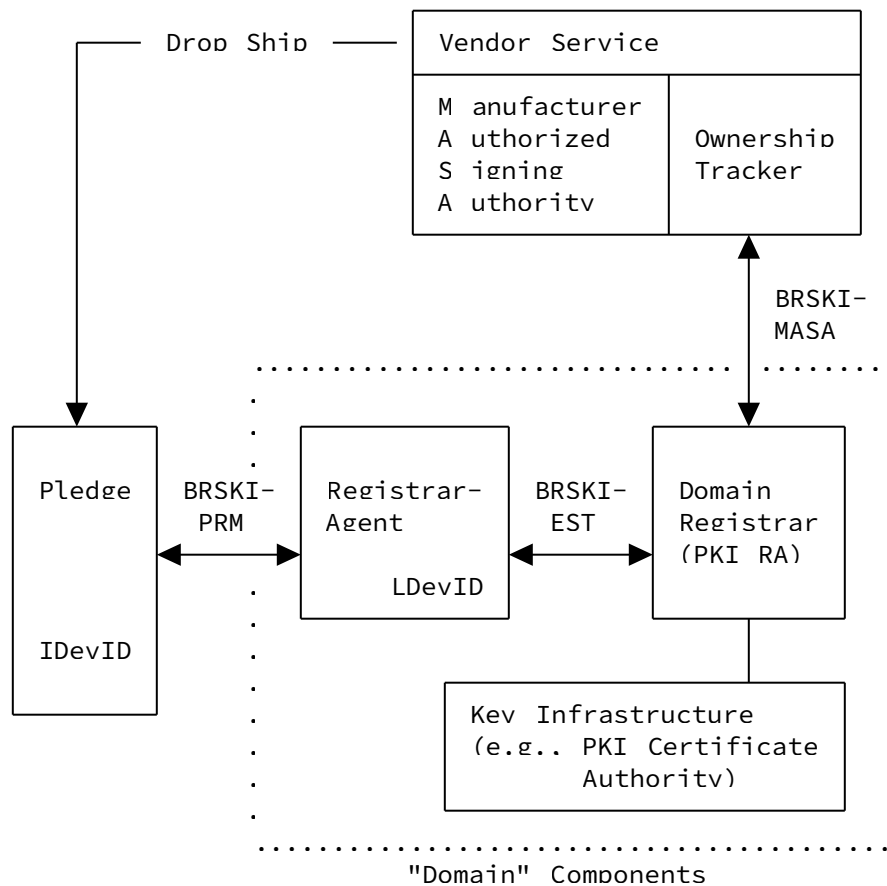 Drop Ship
Vendor Service
M anufacturer
A uthorized
S igning
A uthority
Ownership
Tracker
BRSKI-
MASA
Pledge
BRSKI-
PRM
Registrar-
Agent
BRSKI-
EST
Domain
Registrar
(PKI RA)
LDevID
IDevID
Key Infrastructure
(e.g., PKI Certificate
Authority)
"Domain" Components